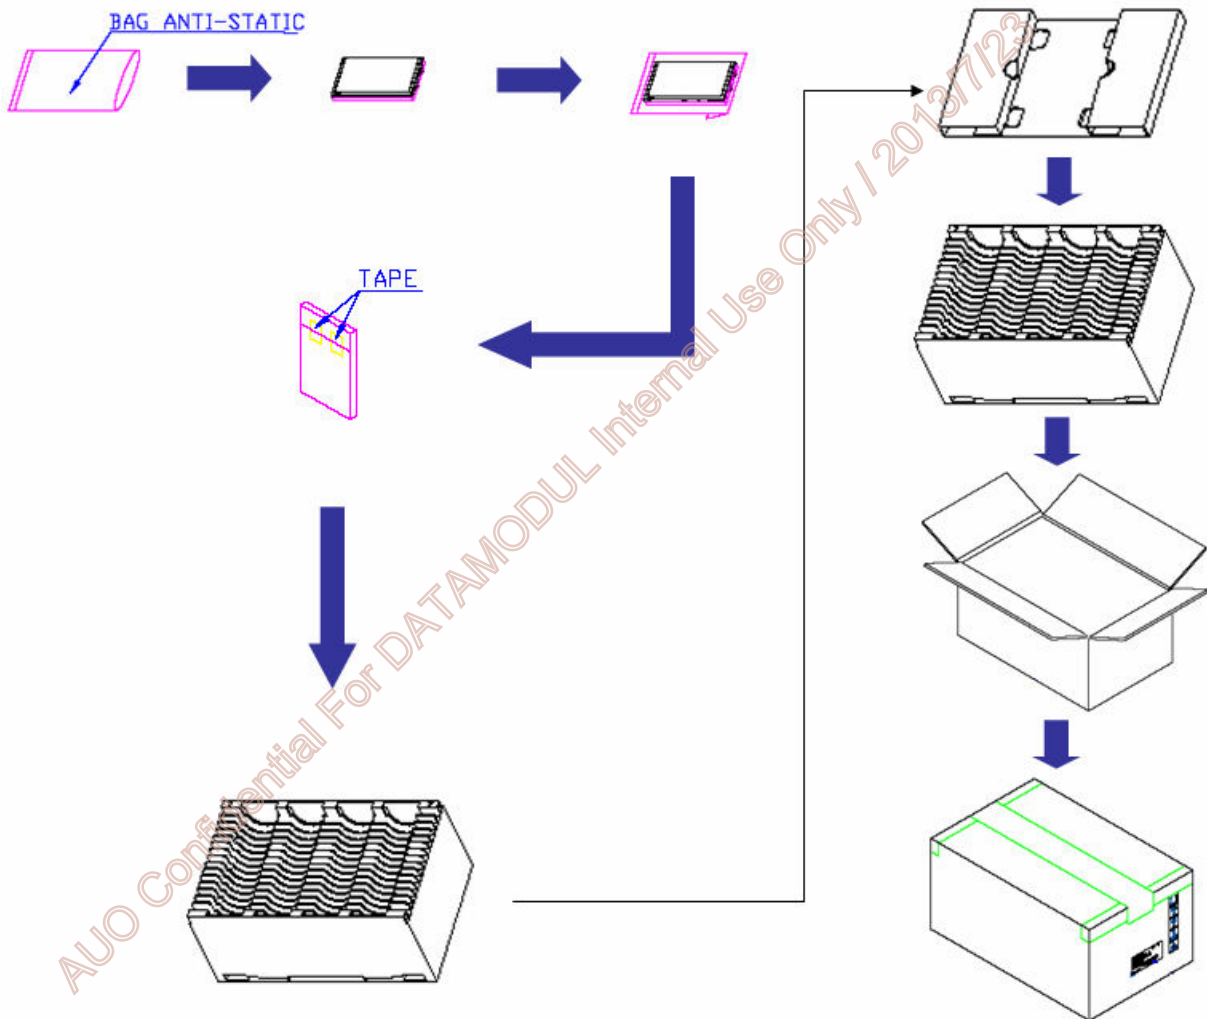 BAG ANTI-STATIC
TAPE
AUO Confidential For DATAMODUL Internal Use Only / 2013/7/23